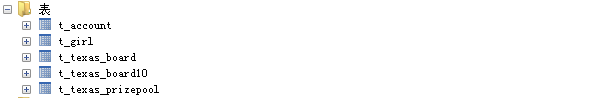 表
t_account
t_girl
t_texas_board
t_texas_board10
t_texas_prizepool